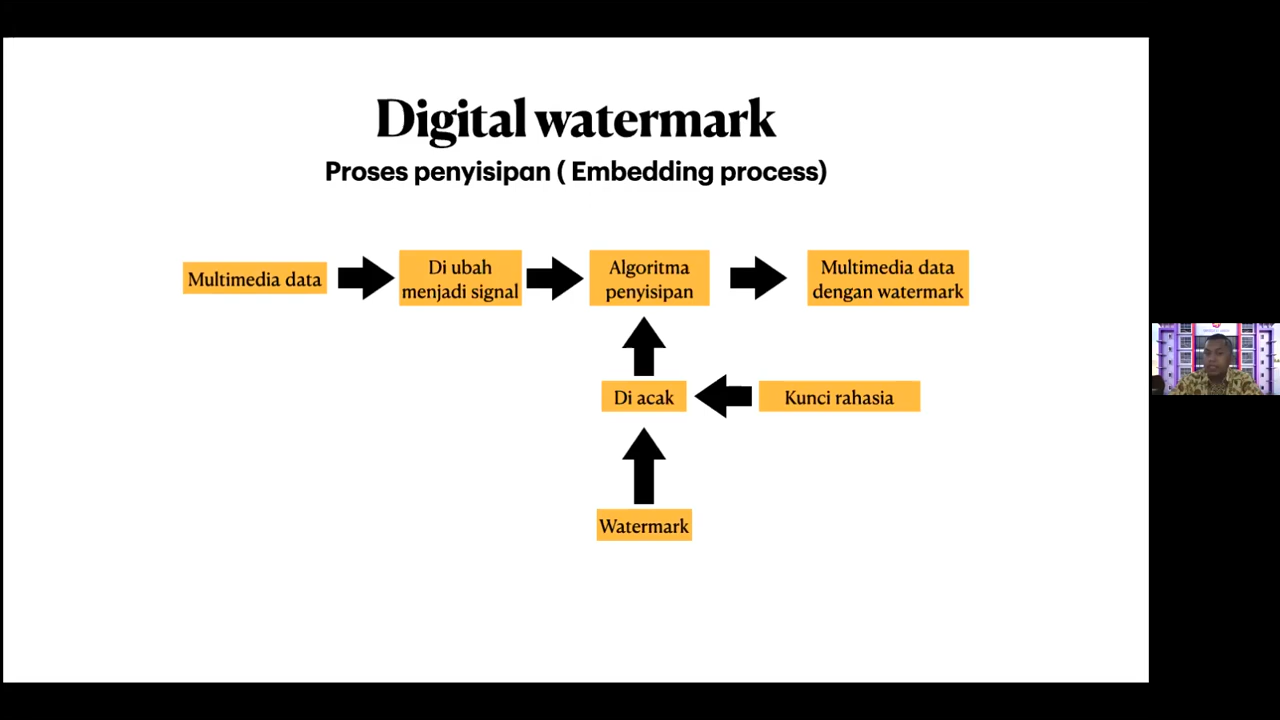 Digital watermark
Proses penyisipan ( Embedding process)
Multimedia data
Di ubah
menjadi signal
Algoritma
penyisipan
Multimedia data
dengan watermark
Di acak
Kunci rahasia
Watermark